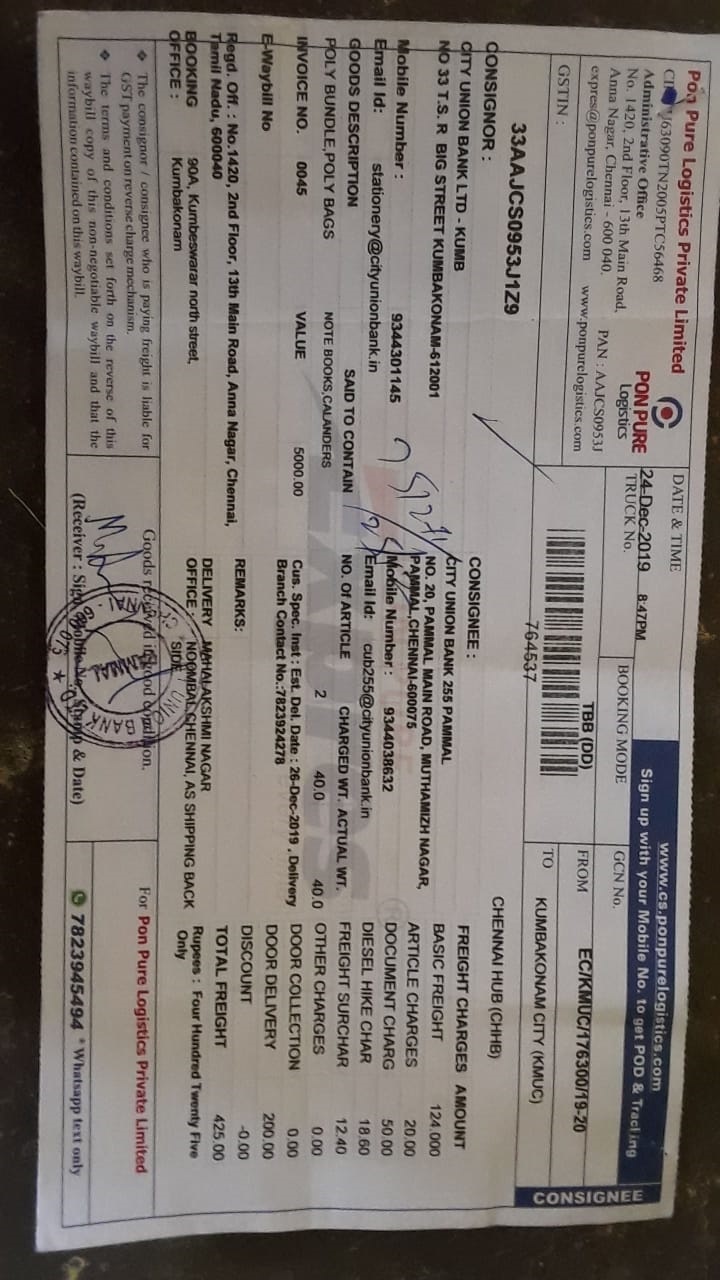 Pon Pure Logistics Private Limited
/63090TN/2005PTC56468
Administrative Office
No. 1420, 2nd Floor, 13th Main Road,
Anna Nagar, Chennai - 600 040.
PAN : AAJCS0953J
expres@ponpurelogistics.com www.ponpurelogistics.com
PON PURE
Logistics
GSTIN :
33AAJCS0953J1Z9
DATE & TIME
24-Dec-2019 8:47PM
TRUCK No.
BOOKING MODE
TBB (DD)
764537
www.cs.ponpurelogistics.com
Sign up with your Mobile No. to get POD & Tracking
GCN No.
EC/KMUC/176300/19-20
FROM
KUMBAKONAM CITY (KMUC)
TO
CHENNAI HUB (CHHB)
CONSIGNEE
CONSIGNOR :
CITY UNION BANK LTD - KUMB
NO 33 T.S. R BIG STREET KUMBAKONAM-612001
Mobile Number : 9344301145
Email Id: stationery@cityunionbank.in
CONSIGNEE :
CITY UNION BANK 255 PAMMAL
NO. 20, PAMMAL MAIN ROAD, MUTHAMIZH NAGAR,
PAMMAL,CHENNAI-600075
Mobile Number : 9344038632
Email Id: cub255@cityunionbank.in
GOODS DESCRIPTION SAID TO CONTAIN NO. Of ARTICLE CHARGED WT. ACTUAL WT.
POLY BUNDLE,POLY BAGS NOTE BOOKS,CALANDERS 2 40.0 40.0
INVOICE NO. 0045 VALUE 5000.00
Cus. Spec. Inst : Est. Del. Date : 26-Dec-2019 , Delivery
Branch Contact No.:7823924278
E-Waybill No
REMARKS:
FREIGHT CHARGES AMOUNT
BASIC FREIGHT 124.000
ARTICLE CHARGES 20.00
DOCUMENT CHARG 50.00
DIESEL HIKE CHAR 18.60
FREIGHT SURCHAR 12.40
OTHER CHARGES 0.00
DOOR COLLECTION 0.00
DOOR DELIVERY 200.00
DISCOUNT -0.00
TOTAL FREIGHT 425.00
Rupees : Four Hundred Twenty Five
Only
Regd. Off. : No.1420, 2nd Floor, 13th Main Road, Anna Nagar, Chennai,
Tamil Nadu, 600040
BOOKING OFFICE : 90A, Kumbeswarar north street,
Kumbakonam
DELIVERY OFFICE : MAHALAKSHMI NAGAR
NOOMBAL,CHENNAI, AS SHIPPING BACK
SIDE
The consignor / consignee who is paying freight is liable for
GST payment on reverse charge mechanism.
The terms and conditions set forth on the reverse of this
waybill copy of this non-negotiable waybill and that the
information contained on this waybill.
Goods received in good condition.
(Receiver : Sign, Mobile No. Stamp & Date)
BANK
For Pon Pure Logistics Private Limited
7823945494 *Whatsapp text only